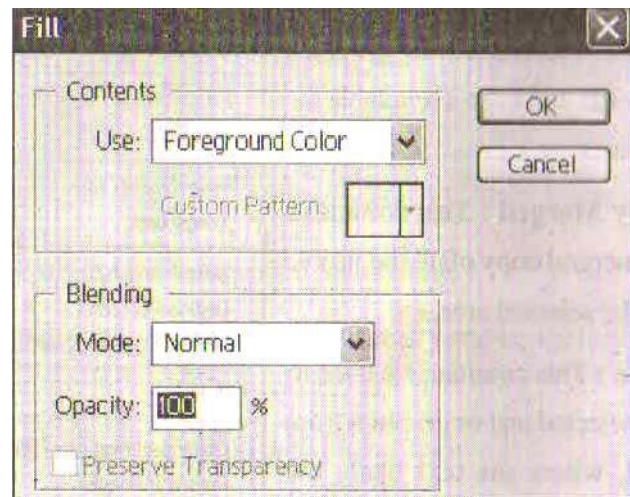 Fill
Contents
OK
Use: Foreground Color
Cancel
Custom Pattern:
Blending
Mode: Normal
Opacity: 100 %
Preserve Transparency